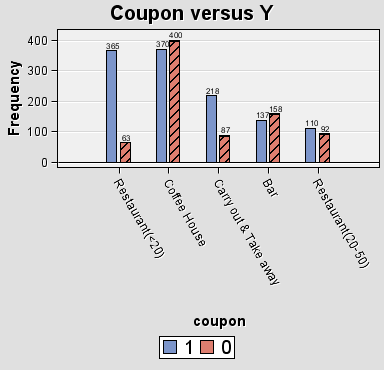 Coupon versus Y
Frequency
400
300
200
100
0
365
63
370
400
218
87
137
158
110
92
Restaurant(<20)
Coffee House
Carry out & Take away
Bar
Restaurant(20-50)
coupon
1 0